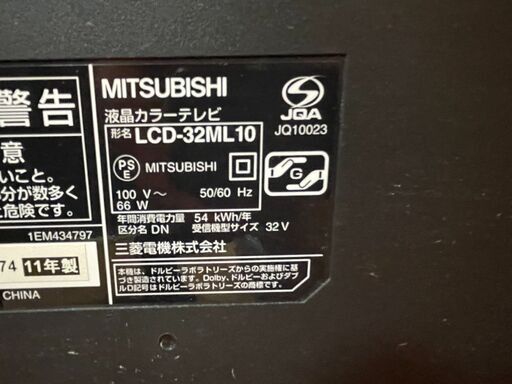 警告
意
いこと。
分が数多く
危険です。
1EM434797
74 11年製
CHINA
MITSUBISHI
液晶カラーテレビ
形名 LCD-32ML10
PS
E
MITSUBISHI
100 V～ 50/60 Hz
66 W
年間消費電力量 54 kWh/年
区分名 DN 受信機型サイズ 32 V
三菱電機株式会社
JQA
JQ10023
G
本機は、ドルビーラボラトリーズからの実施権に基づ
き製造されています。Dolby、ドルビーおよびダブ
ルD記号はドルビーラボラトリーズの商標です。